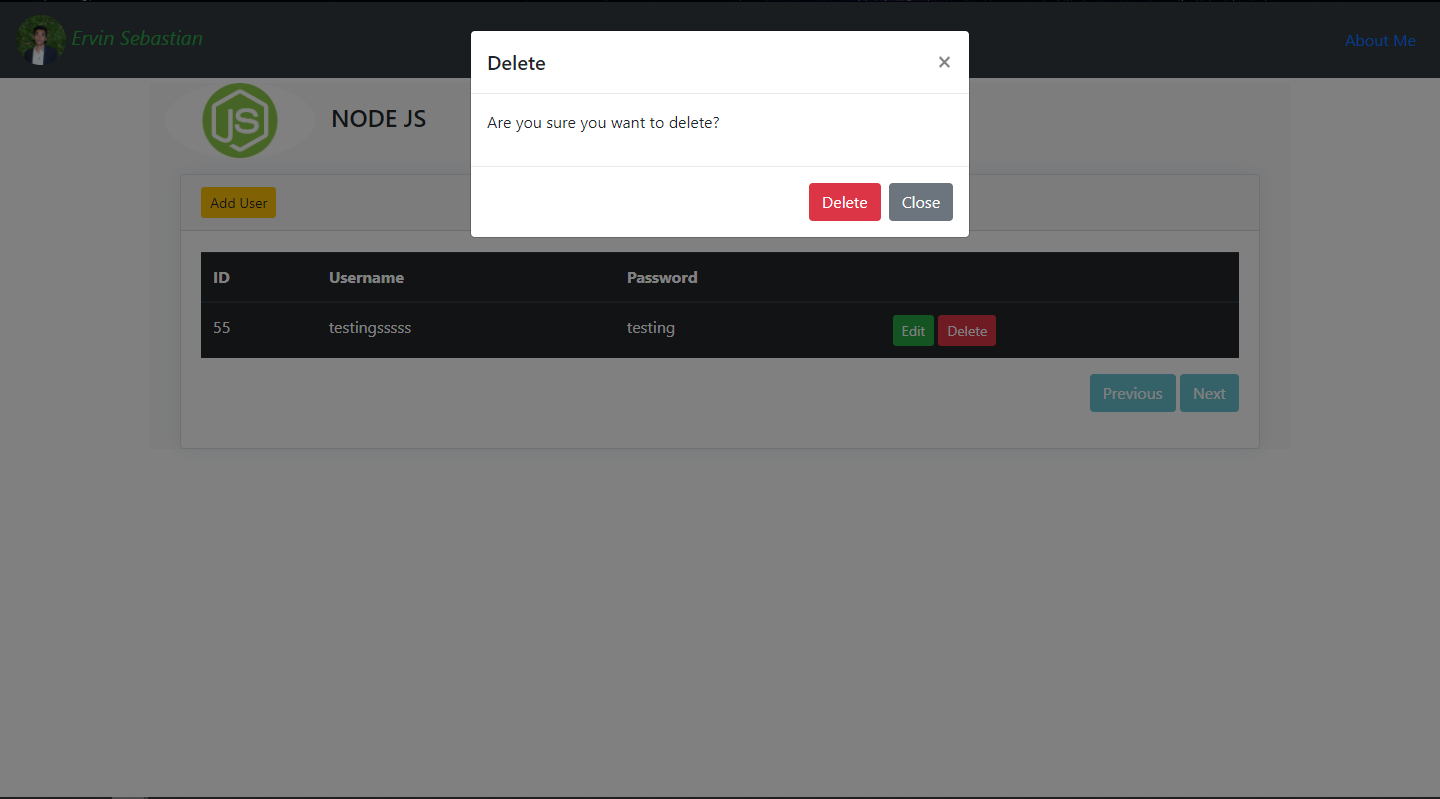 Ervin Sebastian
About Me
Delete
×
Are you sure you want to delete?
Delete Close
JS
NODE JS
Add User
ID Username Password
55 testingsssss testing Edit Delete
Previous Next